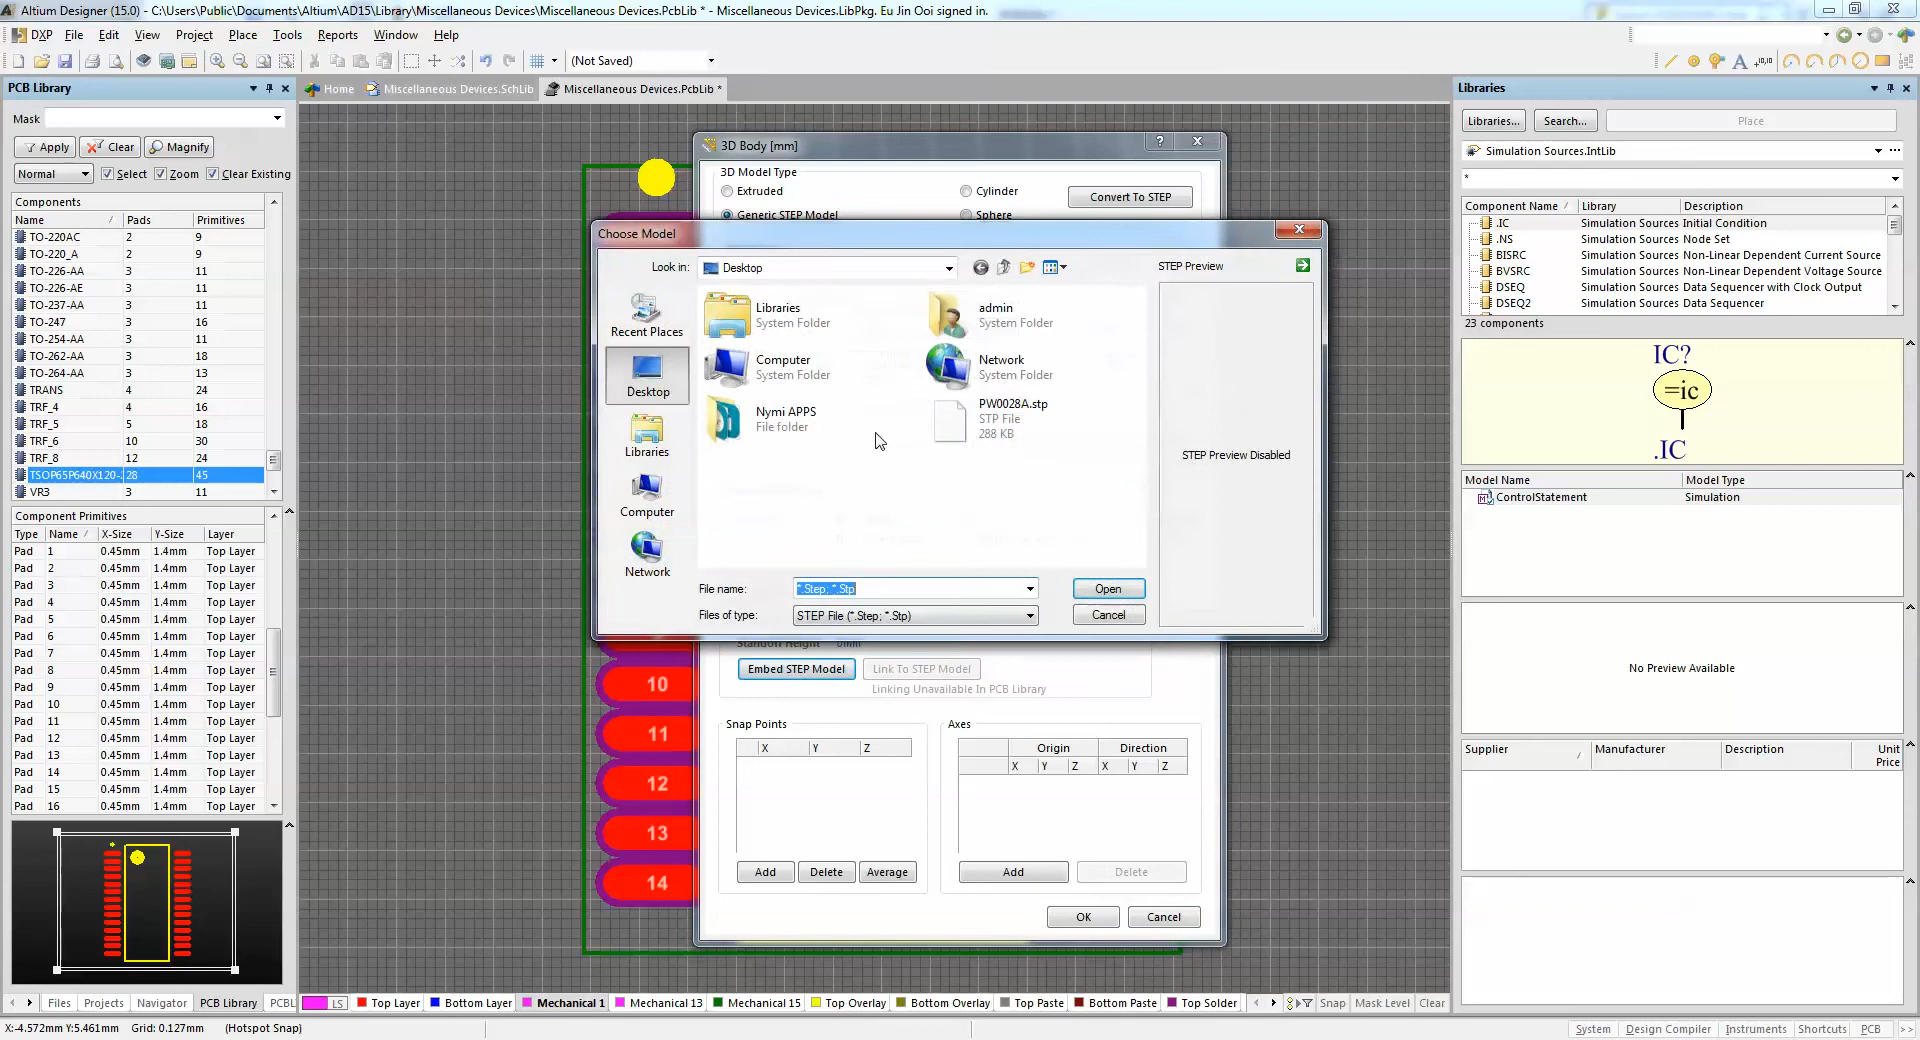 Altium Designer (15.0) - C:\Users\Public\Documents\Altium\AD15\Library\Miscellaneous Devices\Miscellaneous Devices.PcbLib * - Miscellaneous Devices.LibPkg. Eu Jin Ooi signed in.
DXP File Edit View Project Place Tools Reports Window Help
(Not Saved)
PCB Library
Home Miscellaneous Devices.SchLib Miscellaneous Devices.PcbLib *
Mask
Apply Clear Magnify
Normal Select Zoom Clear Existing
Components
Name Pads Primitives
TO-220AC 2 9
TO-220_A 2 9
TO-226-AA 3 11
TO-226-AE 3 11
TO-237-AA 3 11
TO-247 3 16
TO-254-AA 3 11
TO-262-AA 3 18
TO-264-AA 3 13
TRANS 4 24
TRF_4 4 16
TRF_5 5 18
TRF_6 10 30
TRF_8 12 24
TSOP65P640X120- 28 45
VR3 3 11
Component Primitives
Type Name X-Size Y-Size Layer
Pad 1 0.45mm 1.4mm Top Layer
Pad 2 0.45mm 1.4mm Top Layer
Pad 3 0.45mm 1.4mm Top Layer
Pad 4 0.45mm 1.4mm Top Layer
Pad 5 0.45mm 1.4mm Top Layer
Pad 6 0.45mm 1.4mm Top Layer
Pad 7 0.45mm 1.4mm Top Layer
Pad 8 0.45mm 1.4mm Top Layer
Pad 9 0.45mm 1.4mm Top Layer
Pad 10 0.45mm 1.4mm Top Layer
Pad 11 0.45mm 1.4mm Top Layer
Pad 12 0.45mm 1.4mm Top Layer
Pad 13 0.45mm 1.4mm Top Layer
Pad 14 0.45mm 1.4mm Top Layer
Pad 15 0.45mm 1.4mm Top Layer
Pad 16 0.45mm 1.4mm Top Layer
Files Projects Navigator PCB Library PCBL
3D Body [mm]
3D Model Type
Extruded Cylinder Convert To STEP
Generic STEP Model Sphere
Choose Model
Look in: Desktop
STEP Preview
Recent Places
Desktop
Libraries
Computer
Network
Libraries
System Folder
admin
System Folder
Computer
System Folder
Network
System Folder
Nymi APPS
File folder
PW0028A.stp
STP File
288 KB
STEP Preview Disabled
File name: *.Step; *.Stp Open
Files of type: STEP File (*.Step; *.Stp) Cancel
Standoff Height 0mm
Embed STEP Model Link To STEP Model
Linking Unavailable In PCB Library
Snap Points Axes
X Y Z
Origin Direction
X Y Z X Y Z
Add Delete Average
Add Delete
OK Cancel
10
11
12
13
14
LS Top Layer Bottom Layer Mechanical 1 Mechanical 13 Mechanical 15 Top Overlay Bottom Overlay Top Paste Bottom Paste Top Solder Snap Mask Level Clear
Libraries
Libraries... Search... Place
Simulation Sources.IntLib
*
Component Name Library Description
.IC Simulation Sources Initial Condition
.NS Simulation Sources Node Set
BISRC Simulation Sources Non-Linear Dependent Current Source
BVSRC Simulation Sources Non-Linear Dependent Voltage Source
DSEQ Simulation Sources Data Sequencer with Clock Output
DSEQ2 Simulation Sources Data Sequencer
23 components
IC?
=ic
.IC
Model Name Model Type
ControlStatement Simulation
No Preview Available
Supplier Manufacturer Description Unit Price
X:-4.572mm Y:5.461mm Grid: 0.127mm (Hotspot Snap)
System Design Compiler Instruments Shortcuts PCB >>